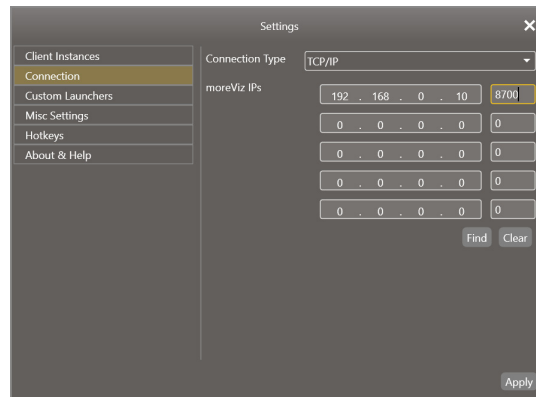 Settings
Client Instances
Connection
Custom Launchers
Misc Settings
Hotkeys
About & Help
Connection Type TCP/IP
moreViz IPs 192 . 168 . 0 . 10 8700
0 . 0 . 0 . 0 0
0 . 0 . 0 . 0 0
0 . 0 . 0 . 0 0
0 . 0 . 0 . 0 0
Find Clear
Apply